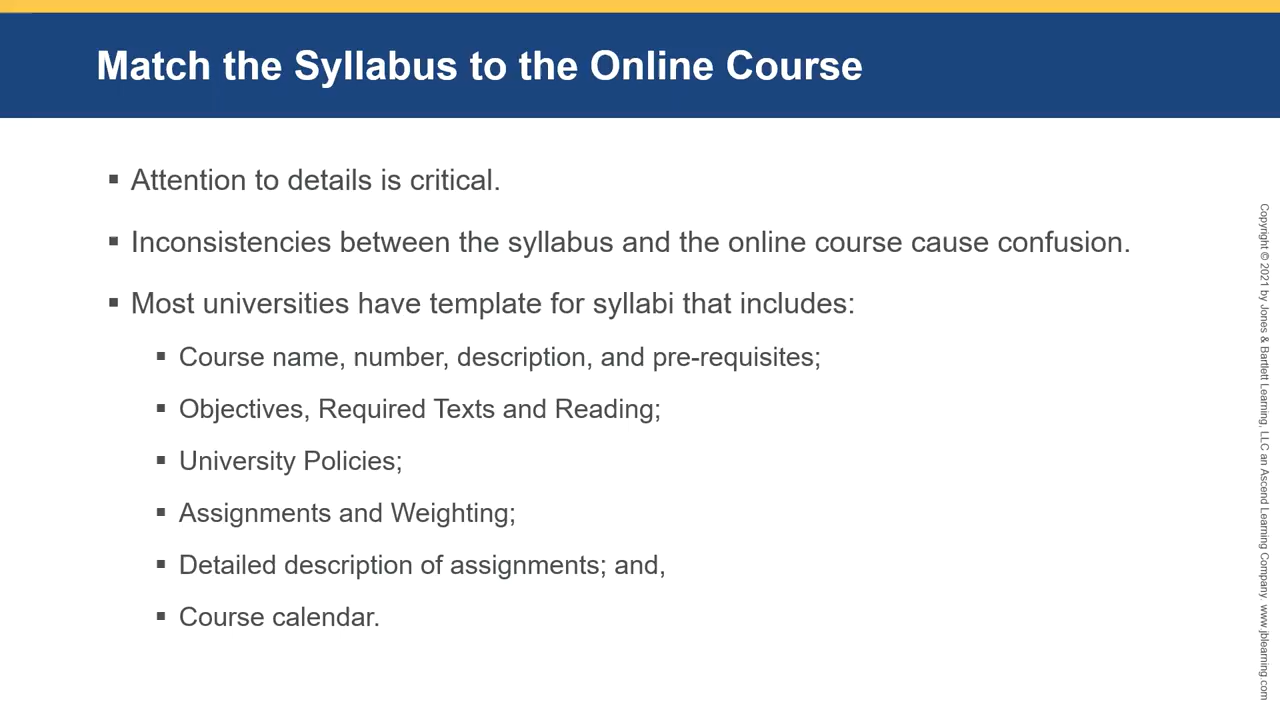 Match the Syllabus to the Online Course
▪ Attention to details is critical.
▪ Inconsistencies between the syllabus and the online course cause confusion.
▪ Most universities have template for syllabi that includes:
▪ Course name, number, description, and pre-requisites;
▪ Objectives, Required Texts and Reading;
▪ University Policies;
▪ Assignments and Weighting;
▪ Detailed description of assignments; and,
▪ Course calendar.
Copyright © 2021 by Jones & Bartlett Learning, LLC an Ascend Learning Company. www.jblearning.com